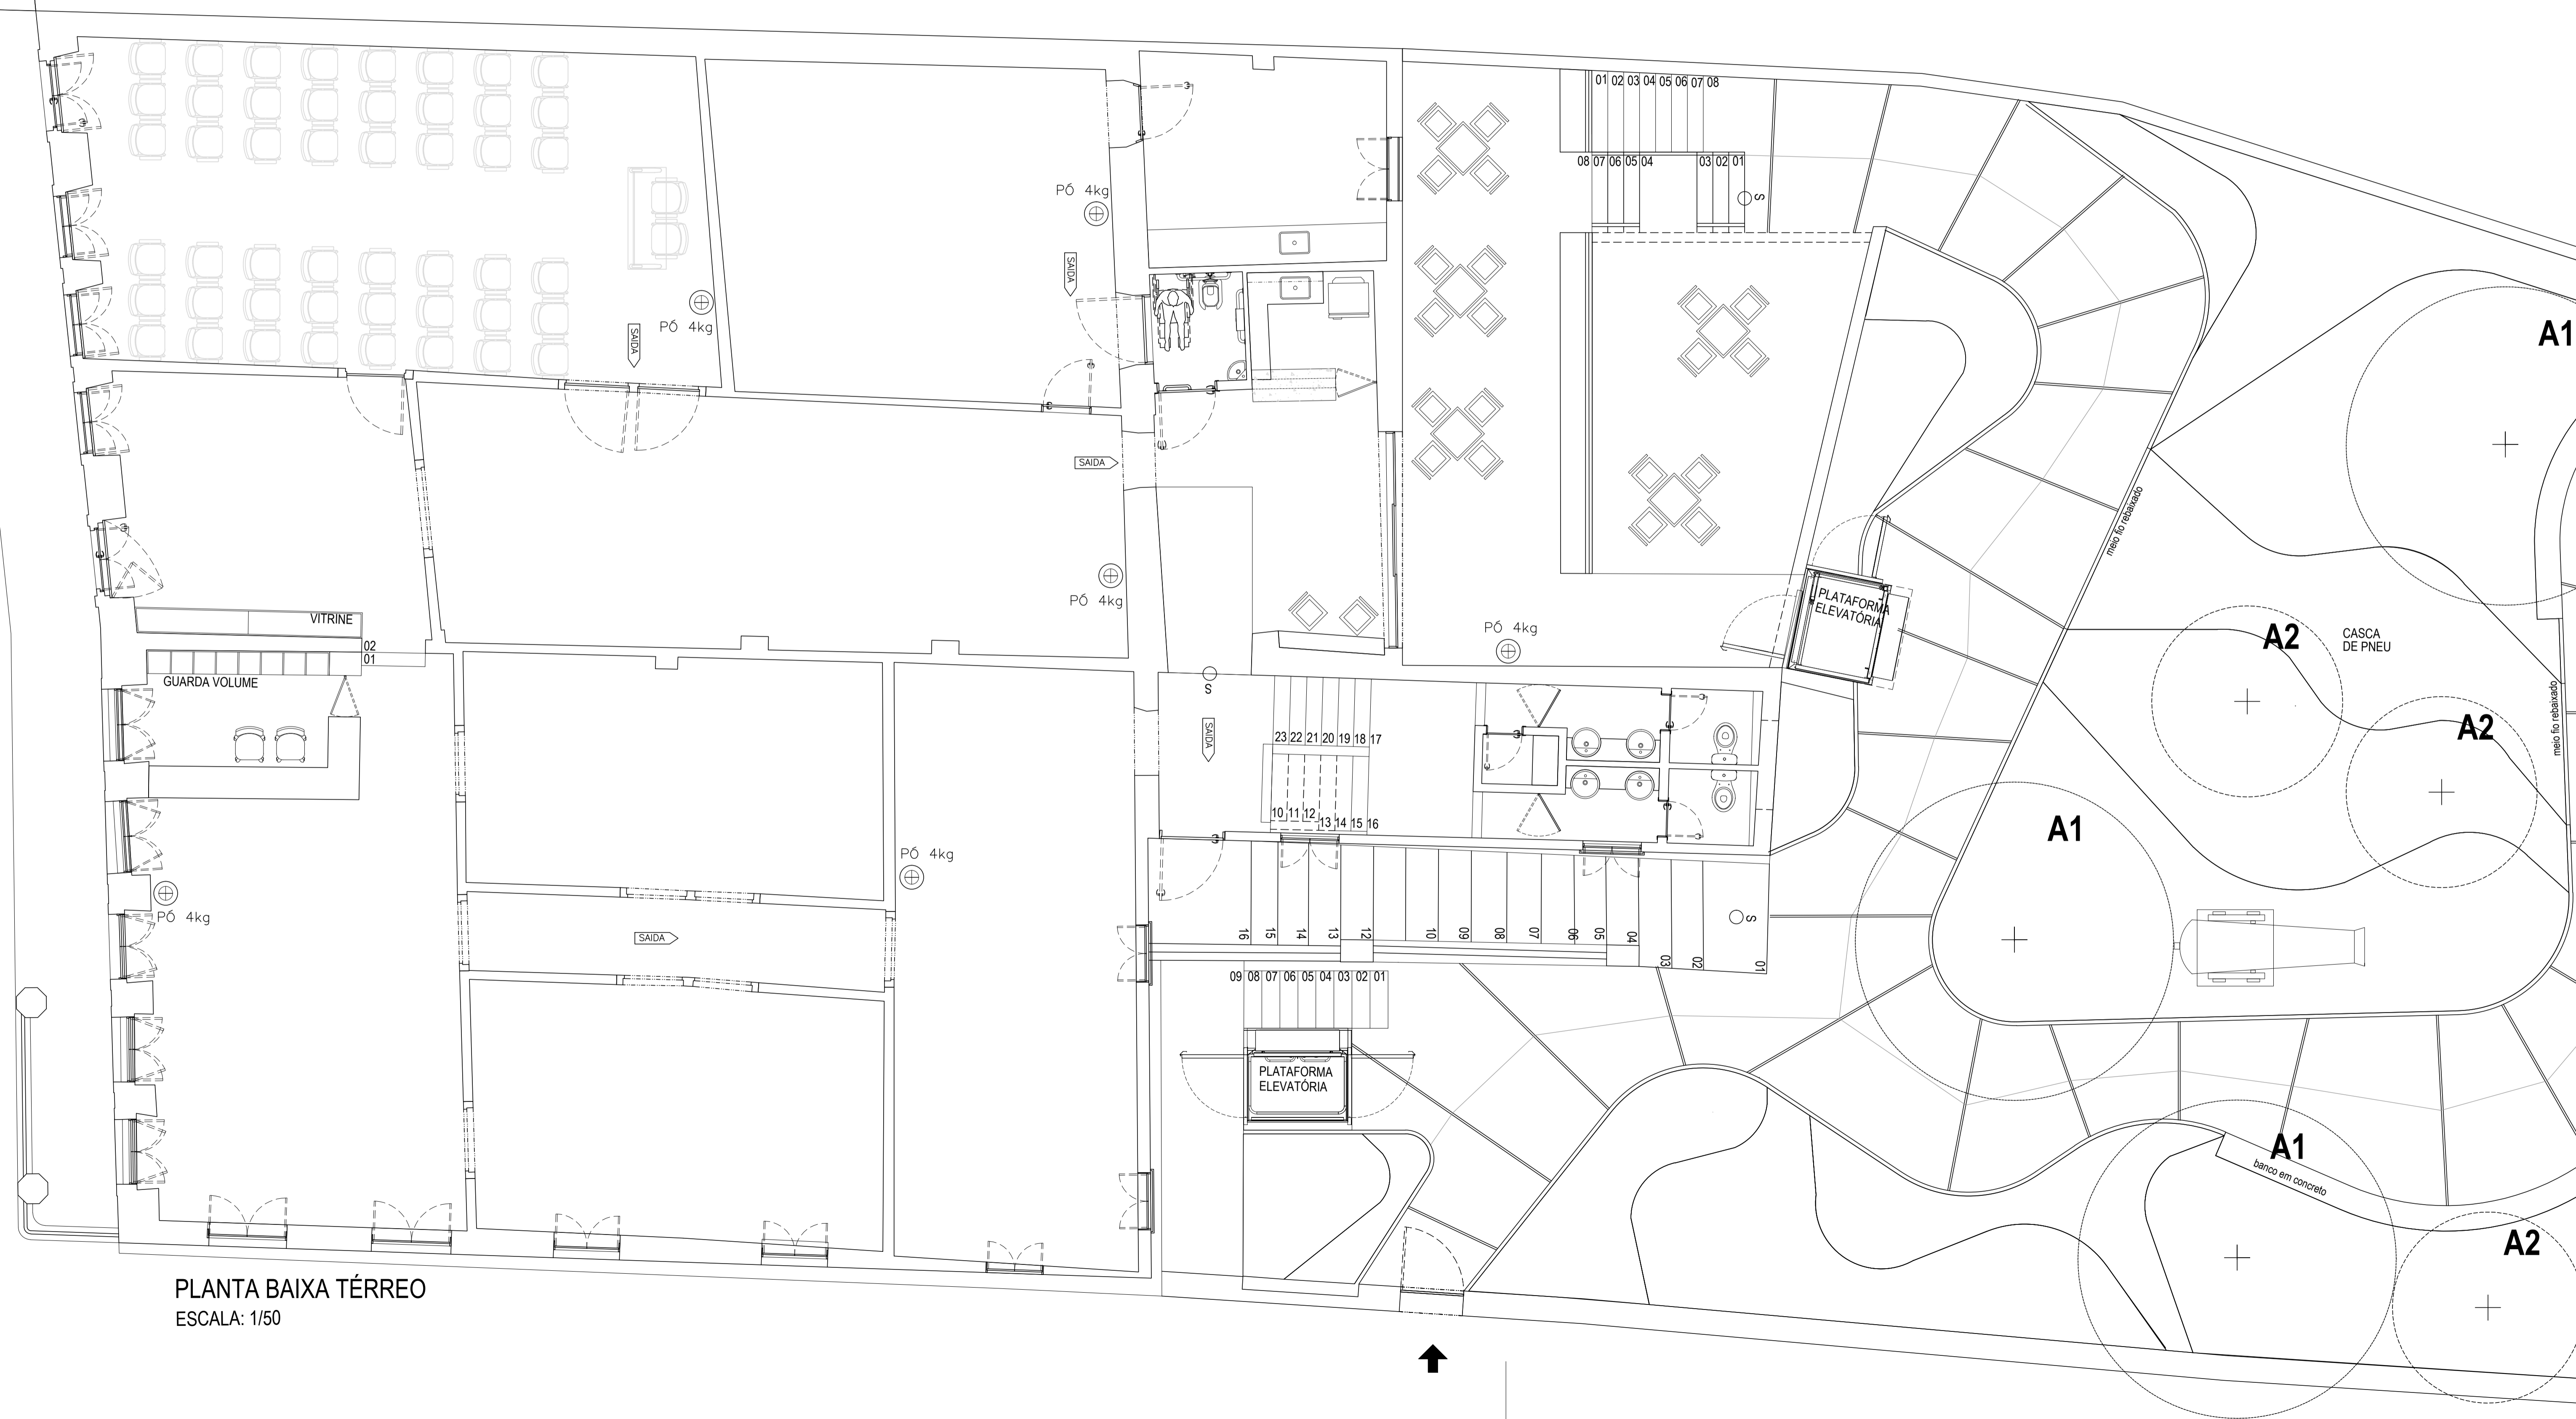 01 02 03 04 05 06 07 08
08 07 06 05 04 03 02 01
S
PÓ 4kg
SAIDA
PÓ 4kg
SAIDA
A1
SAIDA
PÓ 4kg
meio fio rebaixado
PLATAFORMA
ELEVATÓRIA
VITRINE
02
01
GUARDA VOLUME
PÓ 4kg
S
SAIDA
A2
CASCA
DE PNEU
meio fio rebaixado
A2
23 22 21 20 19 18 17
10 11 12 13 14 15 16
A1
PÓ 4kg
PÓ 4kg
SAIDA
S
16 15 14 13 12 10 09 08 07 06 05 04 03 02 01
09 08 07 06 05 04 03 02 01
PLATAFORMA
ELEVATÓRIA
A1
banco em concreto
A2
PLANTA BAIXA TÉRREO
ESCALA: 1/50